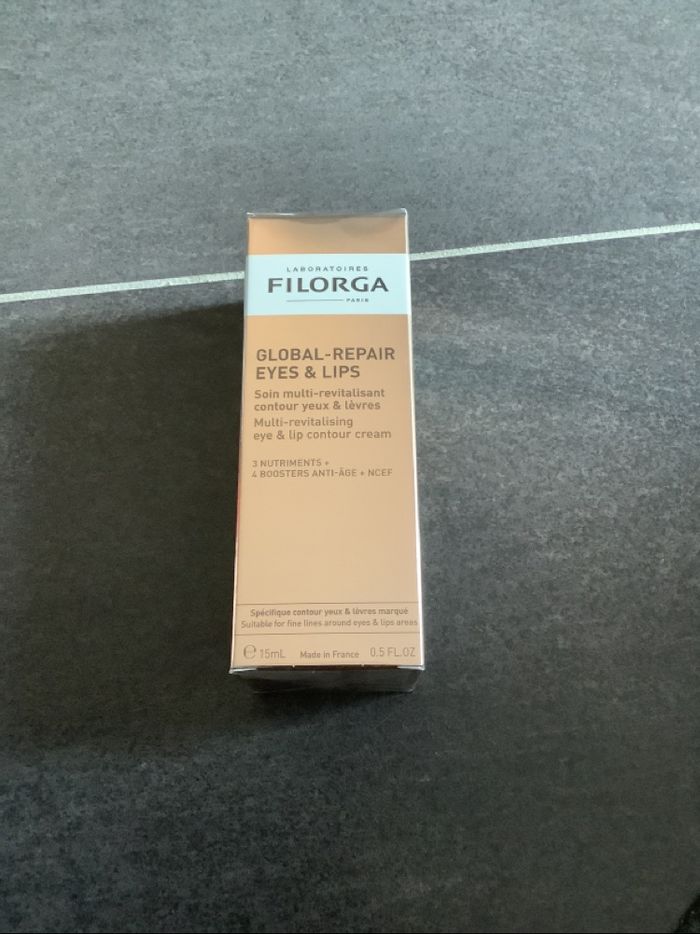 LABORATOIRES
FILORGA
PARIS
GLOBAL-REPAIR
EYES & LIPS
Soin multi-revitalisant
contour yeux & lèvres
Multi-revitalising
eye & lip contour cream
3 NUTRIMENTS +
4 BOOSTERS ANTI-ÂGE + NCEF
Spécifique contour yeux & lèvres marqué
Suitable for fine lines around eyes & lips areas
℮ 15mL Made in France 0.5 FL.OZ